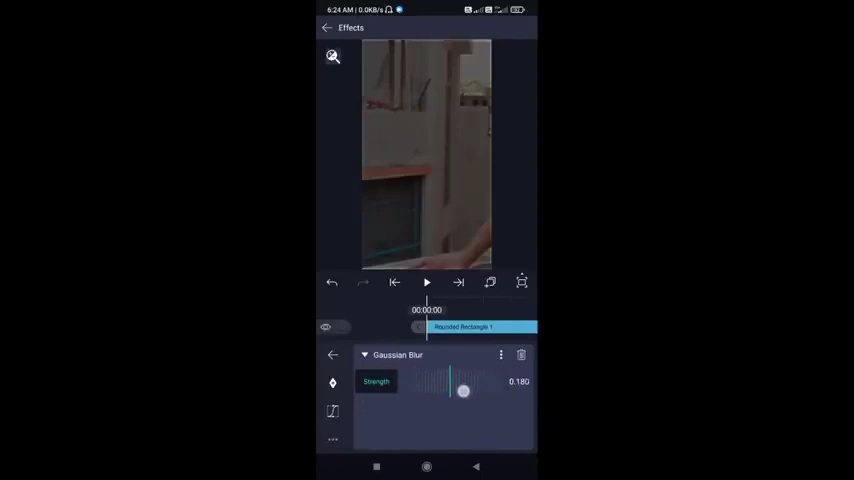 6:24 AM | 0.0KB/s
Effects
00:00:00
Rounded Rectangle 1
Gaussian Blur
Strength
0.180